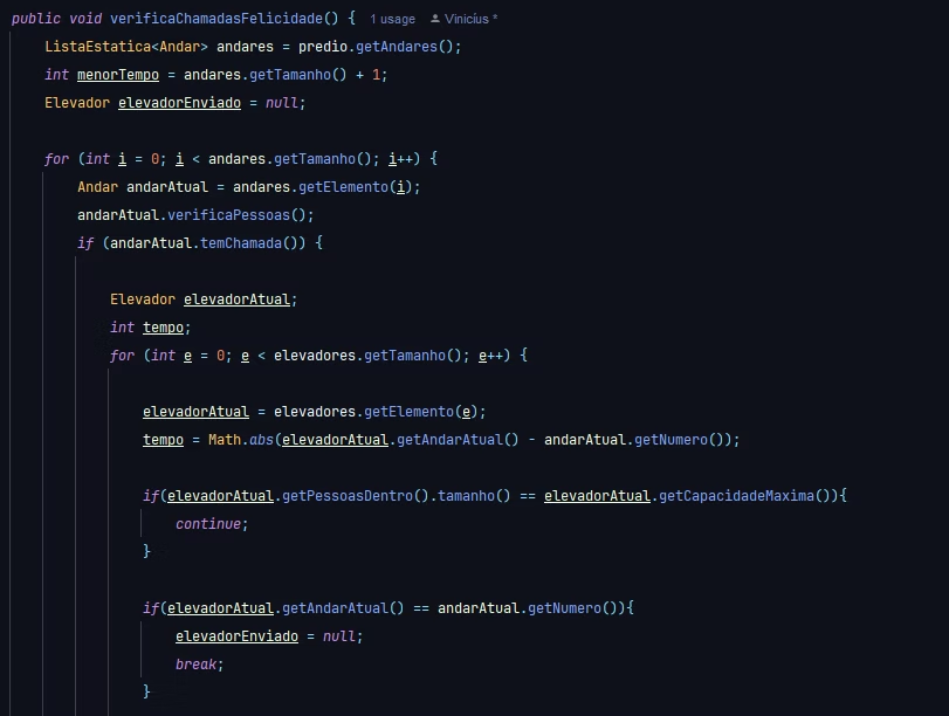 public void verificaChamadasFelicidade() { 1 usage Vinicius *
ListaEstatica<Andar> andares = predio.getAndares();
int menorTempo = andares.getTamanho() + 1;
Elevador elevadorEnviado = null;
for (int i = 0; i < andares.getTamanho(); i++) {
Andar andarAtual = andares.getElemento(i);
andarAtual.verificaPessoas();
if (andarAtual.temChamada()) {
Elevador elevadorAtual;
int tempo;
for (int e = 0; e < elevadores.getTamanho(); e++) {
elevadorAtual = elevadores.getElemento(e);
tempo = Math.abs(elevadorAtual.getAndarAtual() - andarAtual.getNumero());
if(elevadorAtual.getPessoasDentro().tamanho() == elevadorAtual.getCapacidadeMaxima()){
continue;
}
if(elevadorAtual.getAndarAtual() == andarAtual.getNumero()){
elevadorEnviado = null;
break;
}